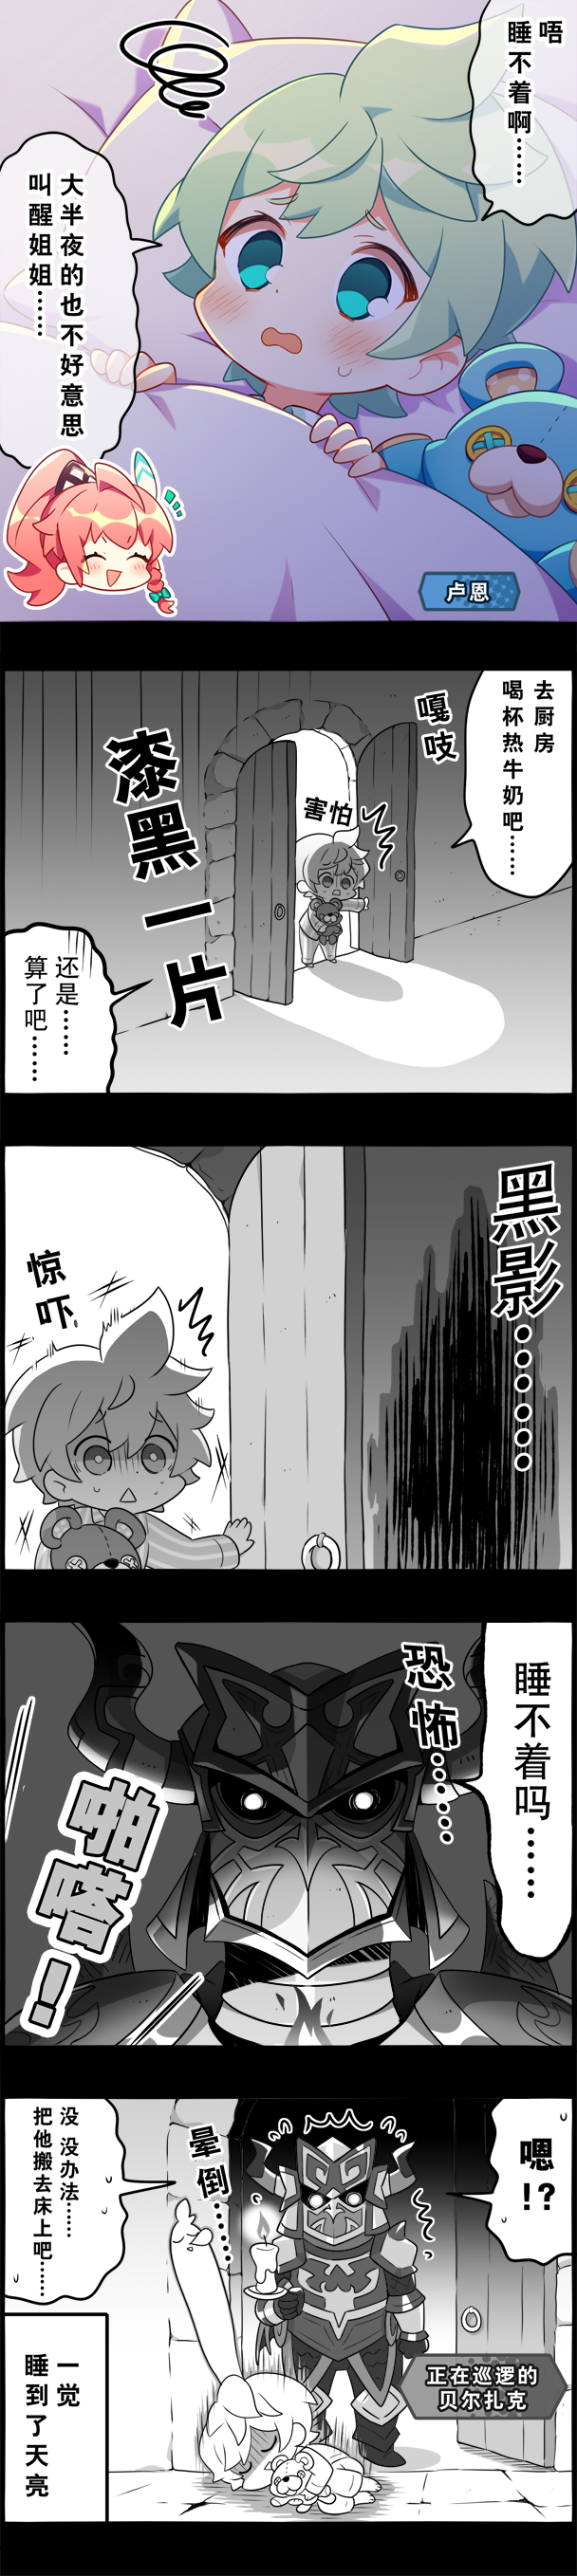 唔
睡不着啊……
大半夜的也不好意思
叫醒姐姐……
卢恩
去厨房
喝杯热牛奶吧……
嘎吱
害怕
漆黑一片
还是……
算了吧……
黑影………
惊吓
睡不着吗……
恐怖……
啪嗒！
嗯!?
晕倒……
没 没办法……
把他搬去床上吧……
正在巡逻的
贝尔扎克
一觉
睡到了天亮